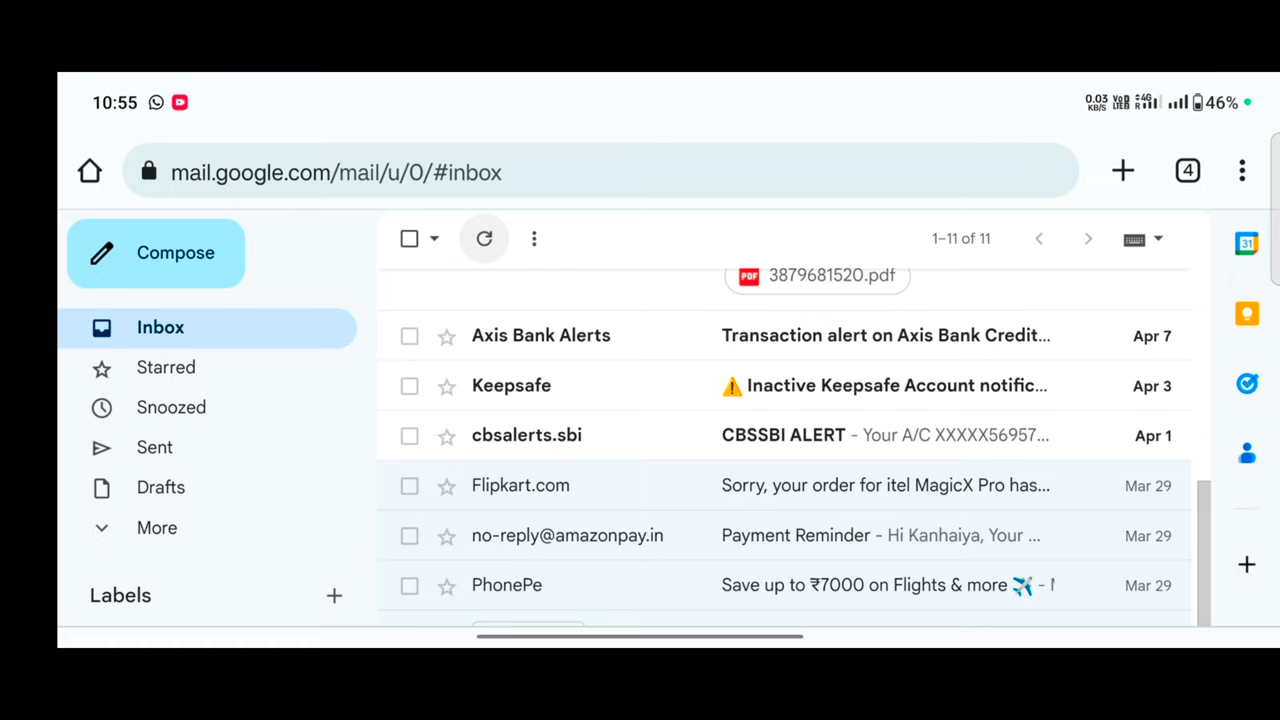 10:55 0.03 KB/S VoD LTEB 4G R 46%
mail.google.com/mail/u/0/#inbox 4
Compose 1–11 of 11 31
PDF 3879681520.pdf
Inbox Axis Bank Alerts Transaction alert on Axis Bank Credit... Apr 7
Starred Keepsafe ⚠️ Inactive Keepsafe Account notific... Apr 3
Snoozed cbsalerts.sbi CBSSBI ALERT - Your A/C XXXXX56957... Apr 1
Sent
Drafts Flipkart.com Sorry, your order for itel MagicX Pro has... Mar 29
More no-reply@amazonpay.in Payment Reminder - Hi Kanhaiya, Your ... Mar 29
Labels PhonePe Save up to ₹7000 on Flights & more ✈️ - Mar 29